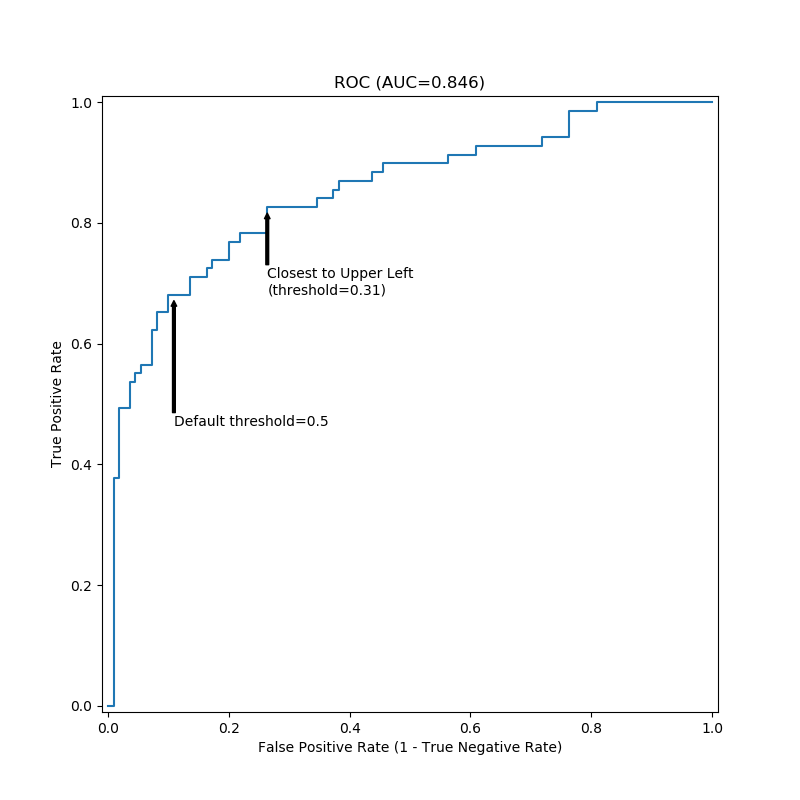 ROC (AUC=0.846)
1.0
0.8
0.6
0.4
0.2
0.0
True Positive Rate
Closest to Upper Left
(threshold=0.31)
Default threshold=0.5
0.0 0.2 0.4 0.6 0.8 1.0
False Positive Rate (1 - True Negative Rate)